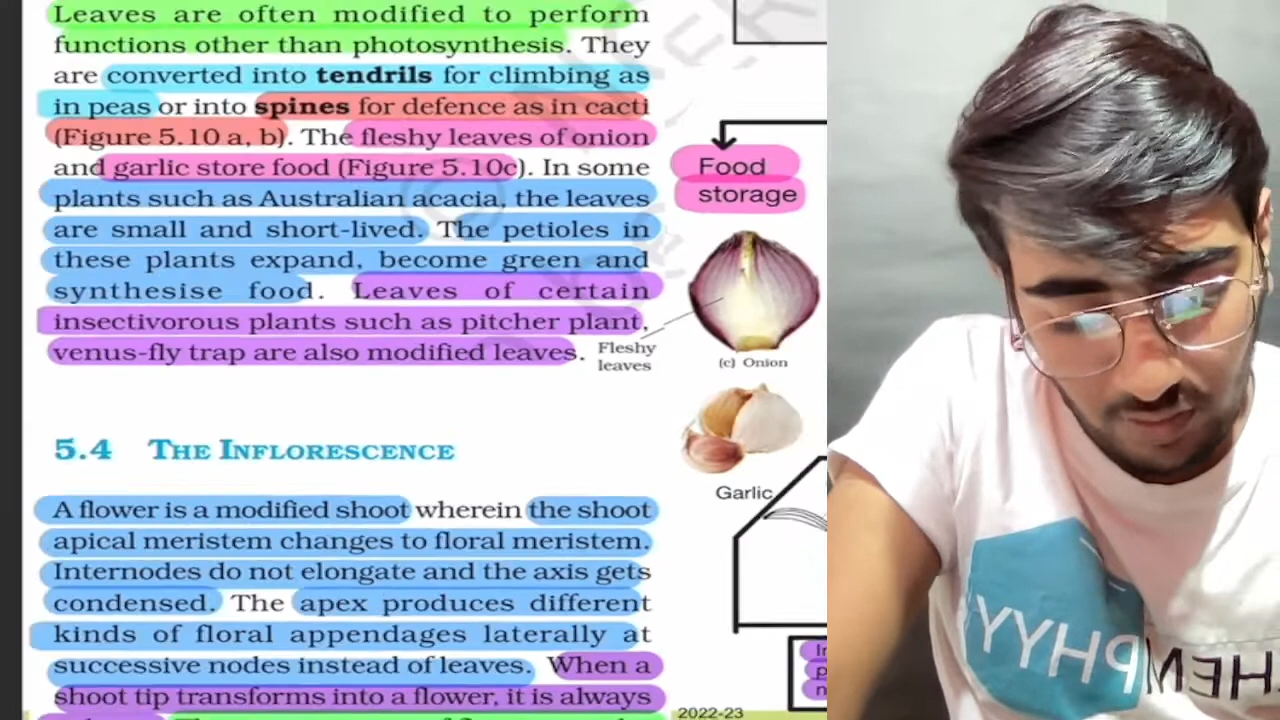 Leaves are often modified to perform
functions other than photosynthesis. They
are converted into tendrils for climbing as
in peas or into spines for defence as in cacti
(Figure 5.10 a, b). The fleshy leaves of onion
and garlic store food (Figure 5.10c). In some
plants such as Australian acacia, the leaves
are small and short-lived. The petioles in
these plants expand, become green and
synthesise food. Leaves of certain
insectivorous plants such as pitcher plant,
venus-fly trap are also modified leaves.
5.4 THE INFLORESCENCE
A flower is a modified shoot wherein the shoot
apical meristem changes to floral meristem.
Internodes do not elongate and the axis gets
condensed. The apex produces different
kinds of floral appendages laterally at
successive nodes instead of leaves. When a
shoot tip transforms into a flower, it is always
Food
storage
Fleshy
leaves
(c) Onion
Garlic
2022-23